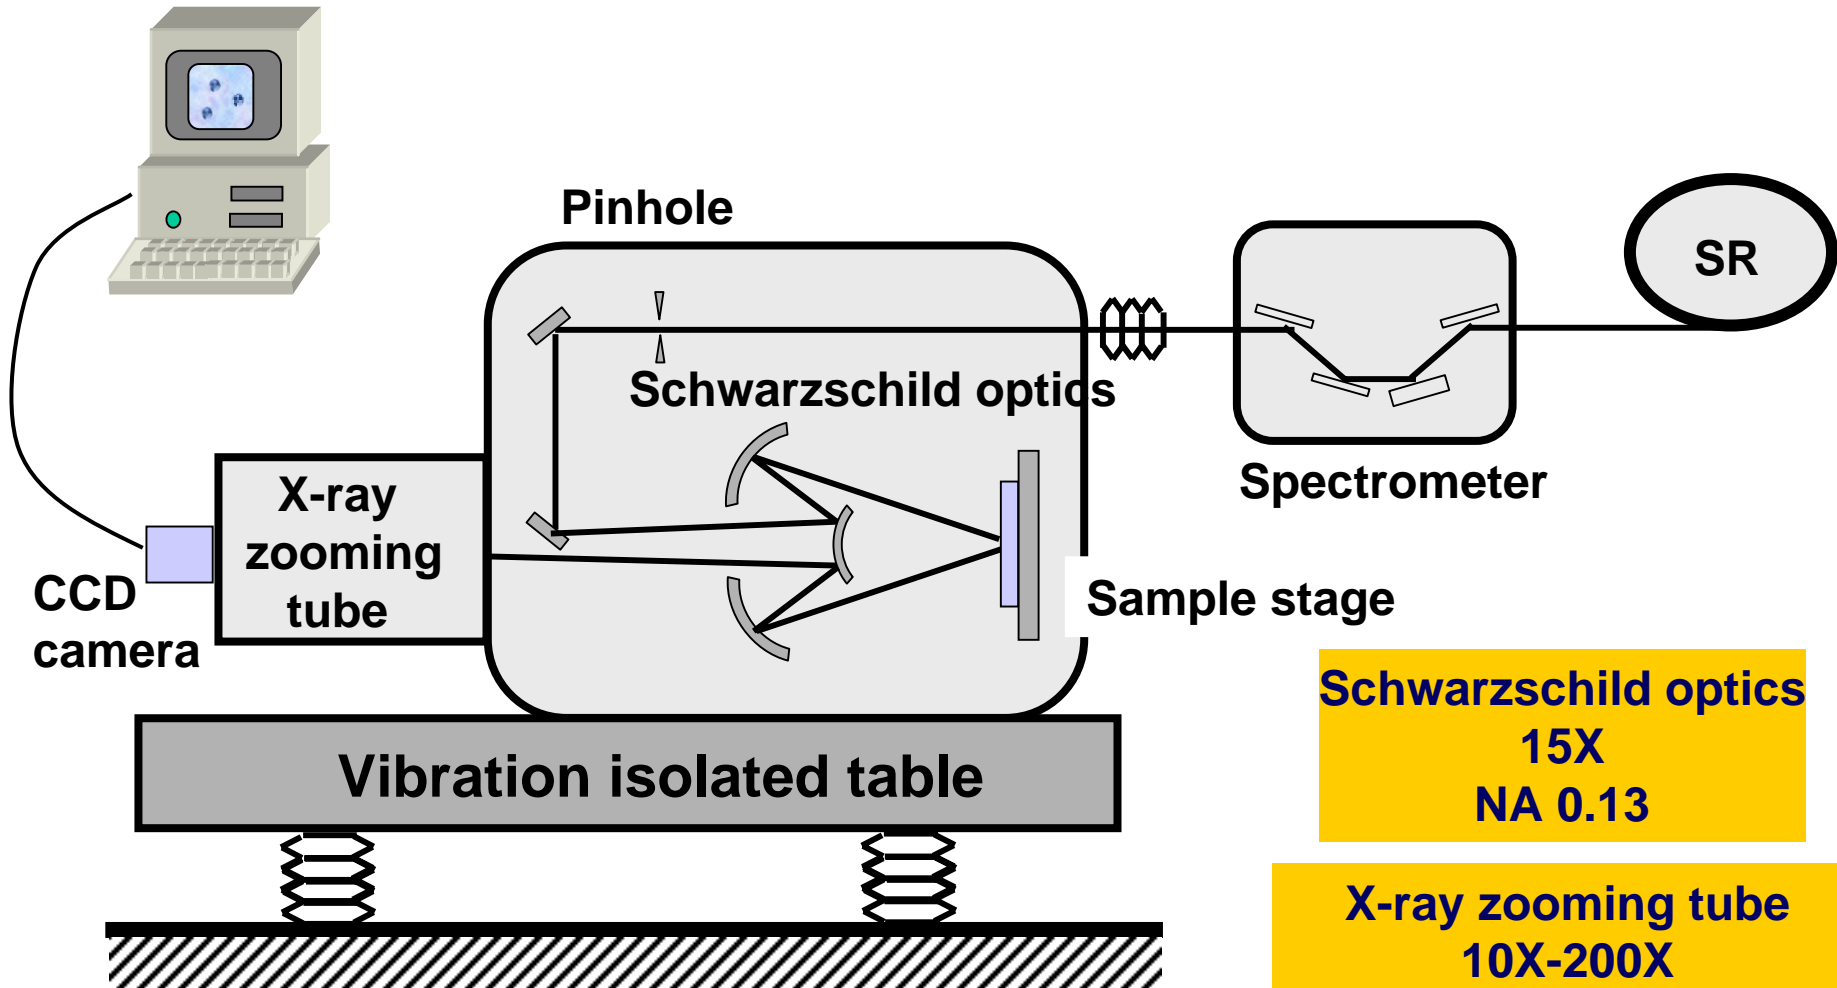 Pinhole
SR
Schwarzschild optics
Spectrometer
X-ray
zooming
tube
CCD
camera
Sample stage
Vibration isolated table
Schwarzschild optics
15X
NA 0.13
X-ray zooming tube
10X-200X